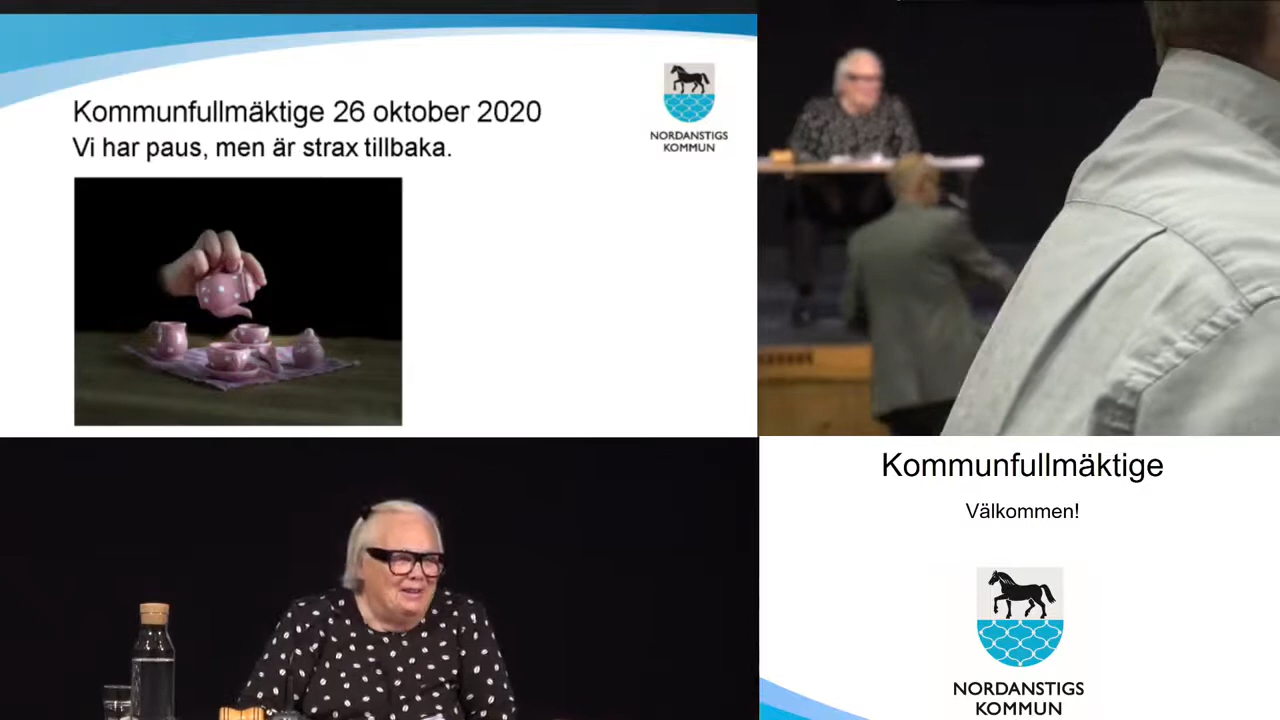 Kommunfullmäktige 26 oktober 2020
Vi har paus, men är strax tillbaka.
NORDANSTIGS
KOMMUN
Kommunfullmäktige
Välkommen!
NORDANSTIGS
KOMMUN